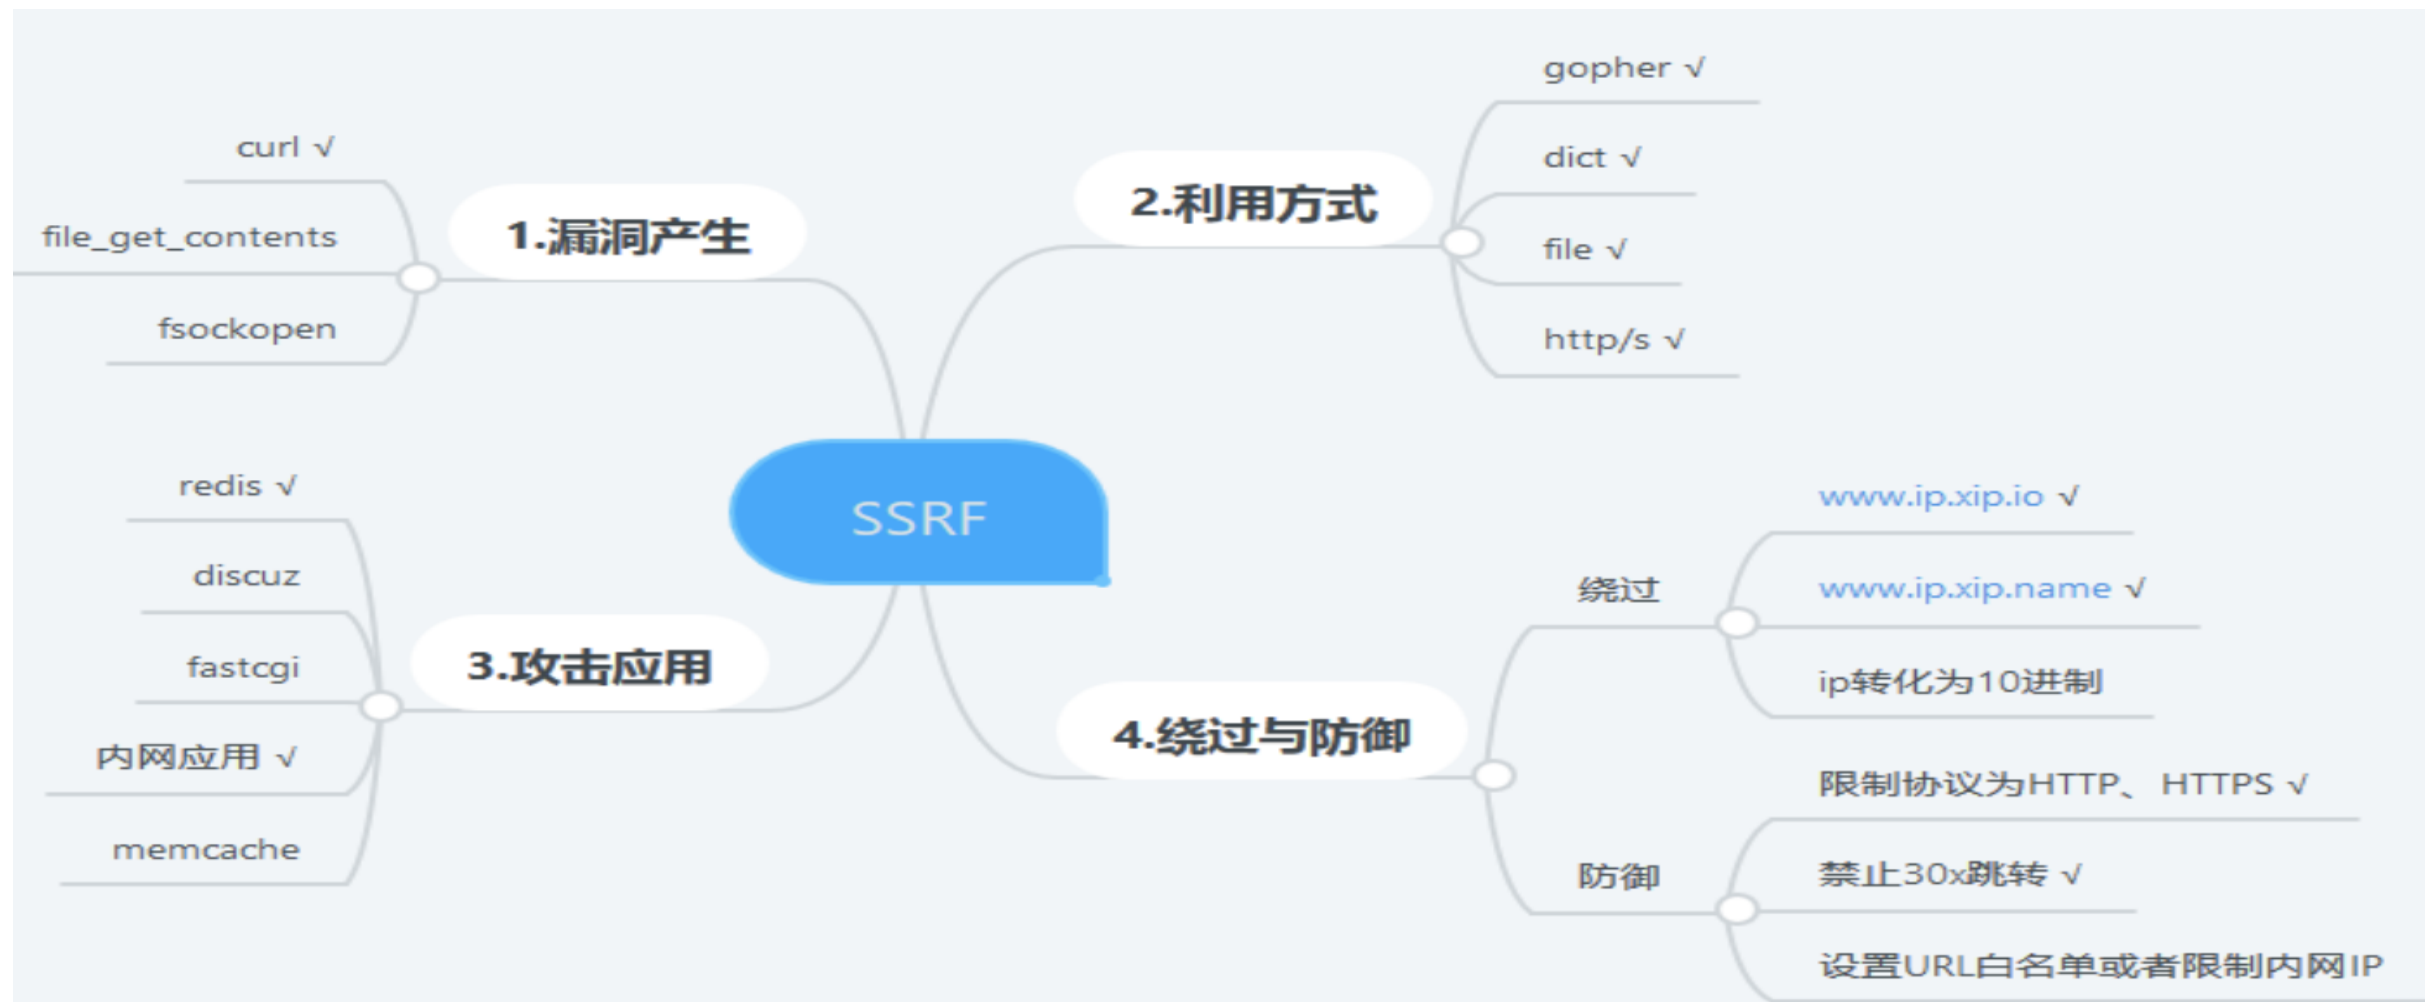 SSRF
1.漏洞产生
curl √
file_get_contents
fsockopen
2.利用方式
gopher √
dict √
file √
http/s √
3.攻击应用
redis √
discuz
fastcgi
内网应用 √
memcache
4.绕过与防御
绕过
www.ip.xip.io √
www.ip.xip.name √
ip转化为10进制
防御
限制协议为HTTP、HTTPS √
禁止30x跳转 √
设置URL白名单或者限制内网IP